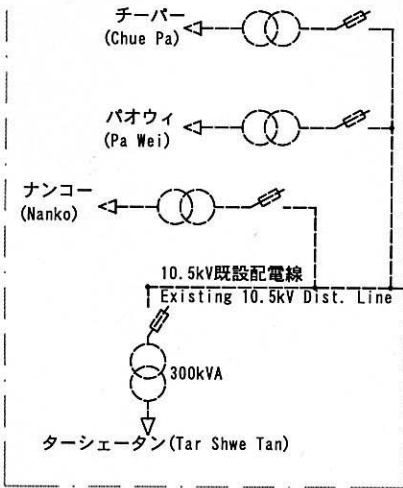 チーパー
(Chue Pa)
パオウィ
(Pa Wei)
ナンコー
(Nanko)
10.5kV既設配電線
Existing 10.5kV Dist. Line
300kVA
ターシェータン(Tar Shwe Tan)